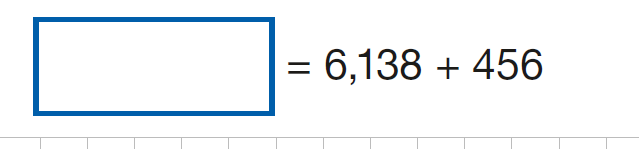 = 6,138 + 456